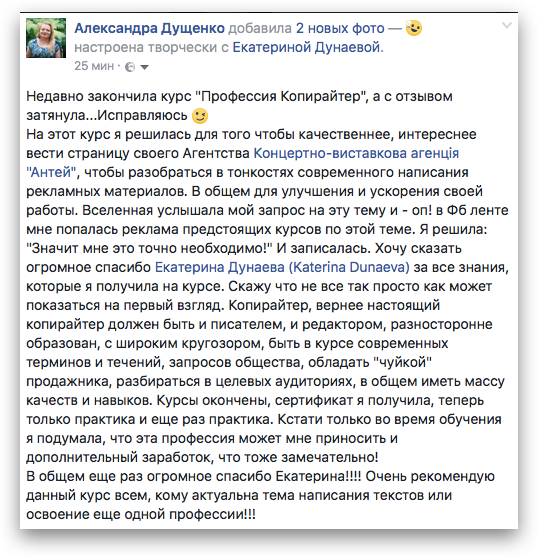 Александра Дущенко добавила 2 новых фото —
настроена творчески с Екатериной Дунаевой.
25 мин ·
Недавно закончила курс "Профессия Копирайтер", а с отзывом
затянула...Исправляюсь
На этот курс я решилась для того чтобы качественнее, интереснее
вести страницу своего Агентства Концертно-виставкова агенція
"Антей", чтобы разобраться в тонкостях современного написания
рекламных материалов. В общем для улучшения и ускорения своей
работы. Вселенная услышала мой запрос на эту тему и - оп! в Фб ленте
мне попалась реклама предстоящих курсов по этой теме. Я решила:
"Значит мне это точно необходимо!" И записалась. Хочу сказать
огромное спасибо Екатерина Дунаева (Katerina Dunaeva) за все знания,
которые я получила на курсе. Скажу что не все так просто как может
показаться на первый взгляд. Копирайтер, вернее настоящий
копирайтер должен быть и писателем, и редактором, разносторонне
образован, с широким кругозором, быть в курсе современных
терминов и течений, запросов общества, обладать "чуйкой"
продажника, разбираться в целевых аудиториях, в общем иметь массу
качеств и навыков. Курсы окончены, сертификат я получила, теперь
только практика и еще раз практика. Кстати только во время обучения
я подумала, что эта профессия может мне приносить и
дополнительный заработок, что тоже замечательно!
В общем еще раз огромное спасибо Екатерина!!!! Очень рекомендую
данный курс всем, кому актуальна тема написания текстов или
освоение еще одной профессии!!!